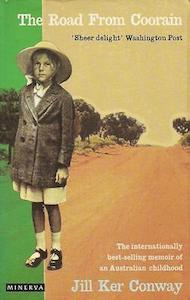 The Road From Coorain
'Sheer delight' Washington Post
The internationally
best-selling memoir of
an Australian childhood
MINERVA
Jill Ker Conway